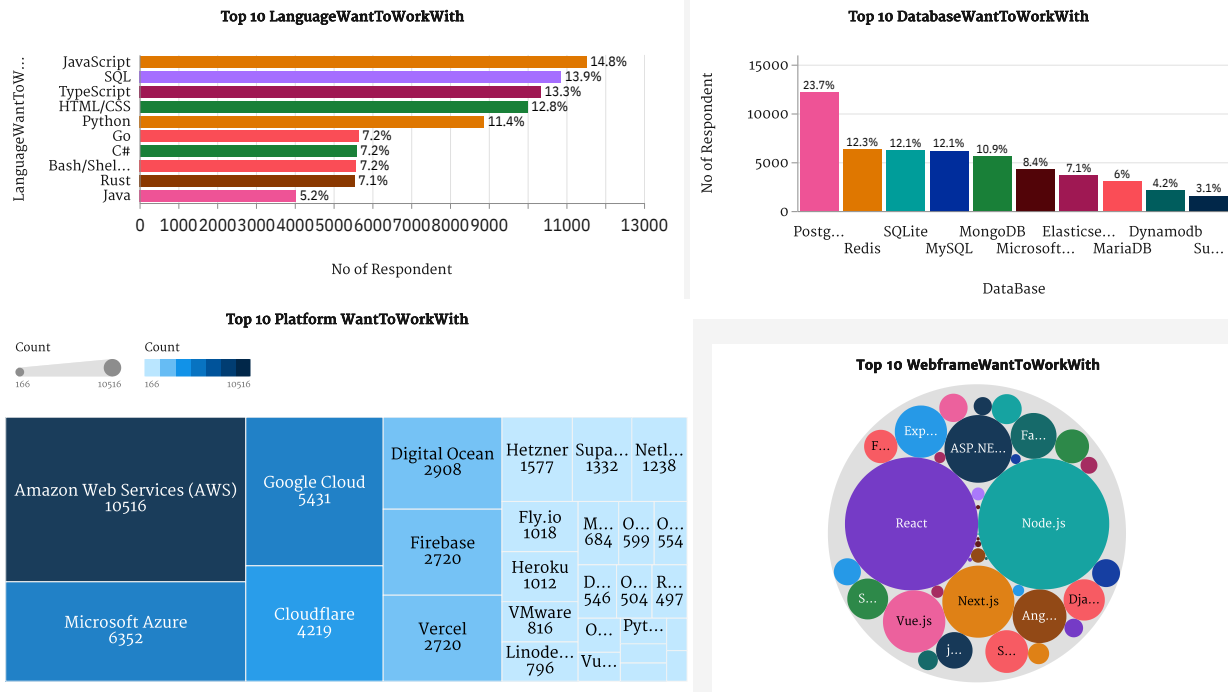 Top 10 LanguageWantToWorkWith
LanguageWantToW...
JavaScript 14.8%
SQL 13.9%
TypeScript 13.3%
HTML/CSS 12.8%
Python 11.4%
Go 7.2%
C# 7.2%
Bash/Shel... 7.2%
Rust 7.1%
Java 5.2%
0 1000 2000 3000 4000 5000 6000 7000 8000 9000 11000 13000
No of Respondent
Top 10 DatabaseWantToWorkWith
No of Respondent
15000
10000
5000
0
23.7% 12.3% 12.1% 12.1% 10.9% 8.4% 7.1% 6% 4.2% 3.1%
Postg... SQLite MongoDB Elasticse... Dynamodb
Redis MySQL Microsoft... MariaDB Su...
DataBase
Top 10 Platform WantToWorkWith
Count
166 10516
Count
166 10516
Amazon Web Services (AWS)
10516
Microsoft Azure
6352
Google Cloud
5431
Cloudflare
4219
Digital Ocean
2908
Firebase
2720
Vercel
2720
Hetzner
1577
Supa...
1332
Netl...
1238
Fly.io
1018
Heroku
1012
VMware
816
Linode...
796
M...
684
O...
599
O...
554
D...
546
O...
504
R...
497
O...
Pyt...
Vu...
Top 10 WebframeWantToWorkWith
F...
Exp...
ASP.NE...
Fa...
React
Node.js
S...
Vue.js
Next.js
Ang...
Dja...
j...
S...